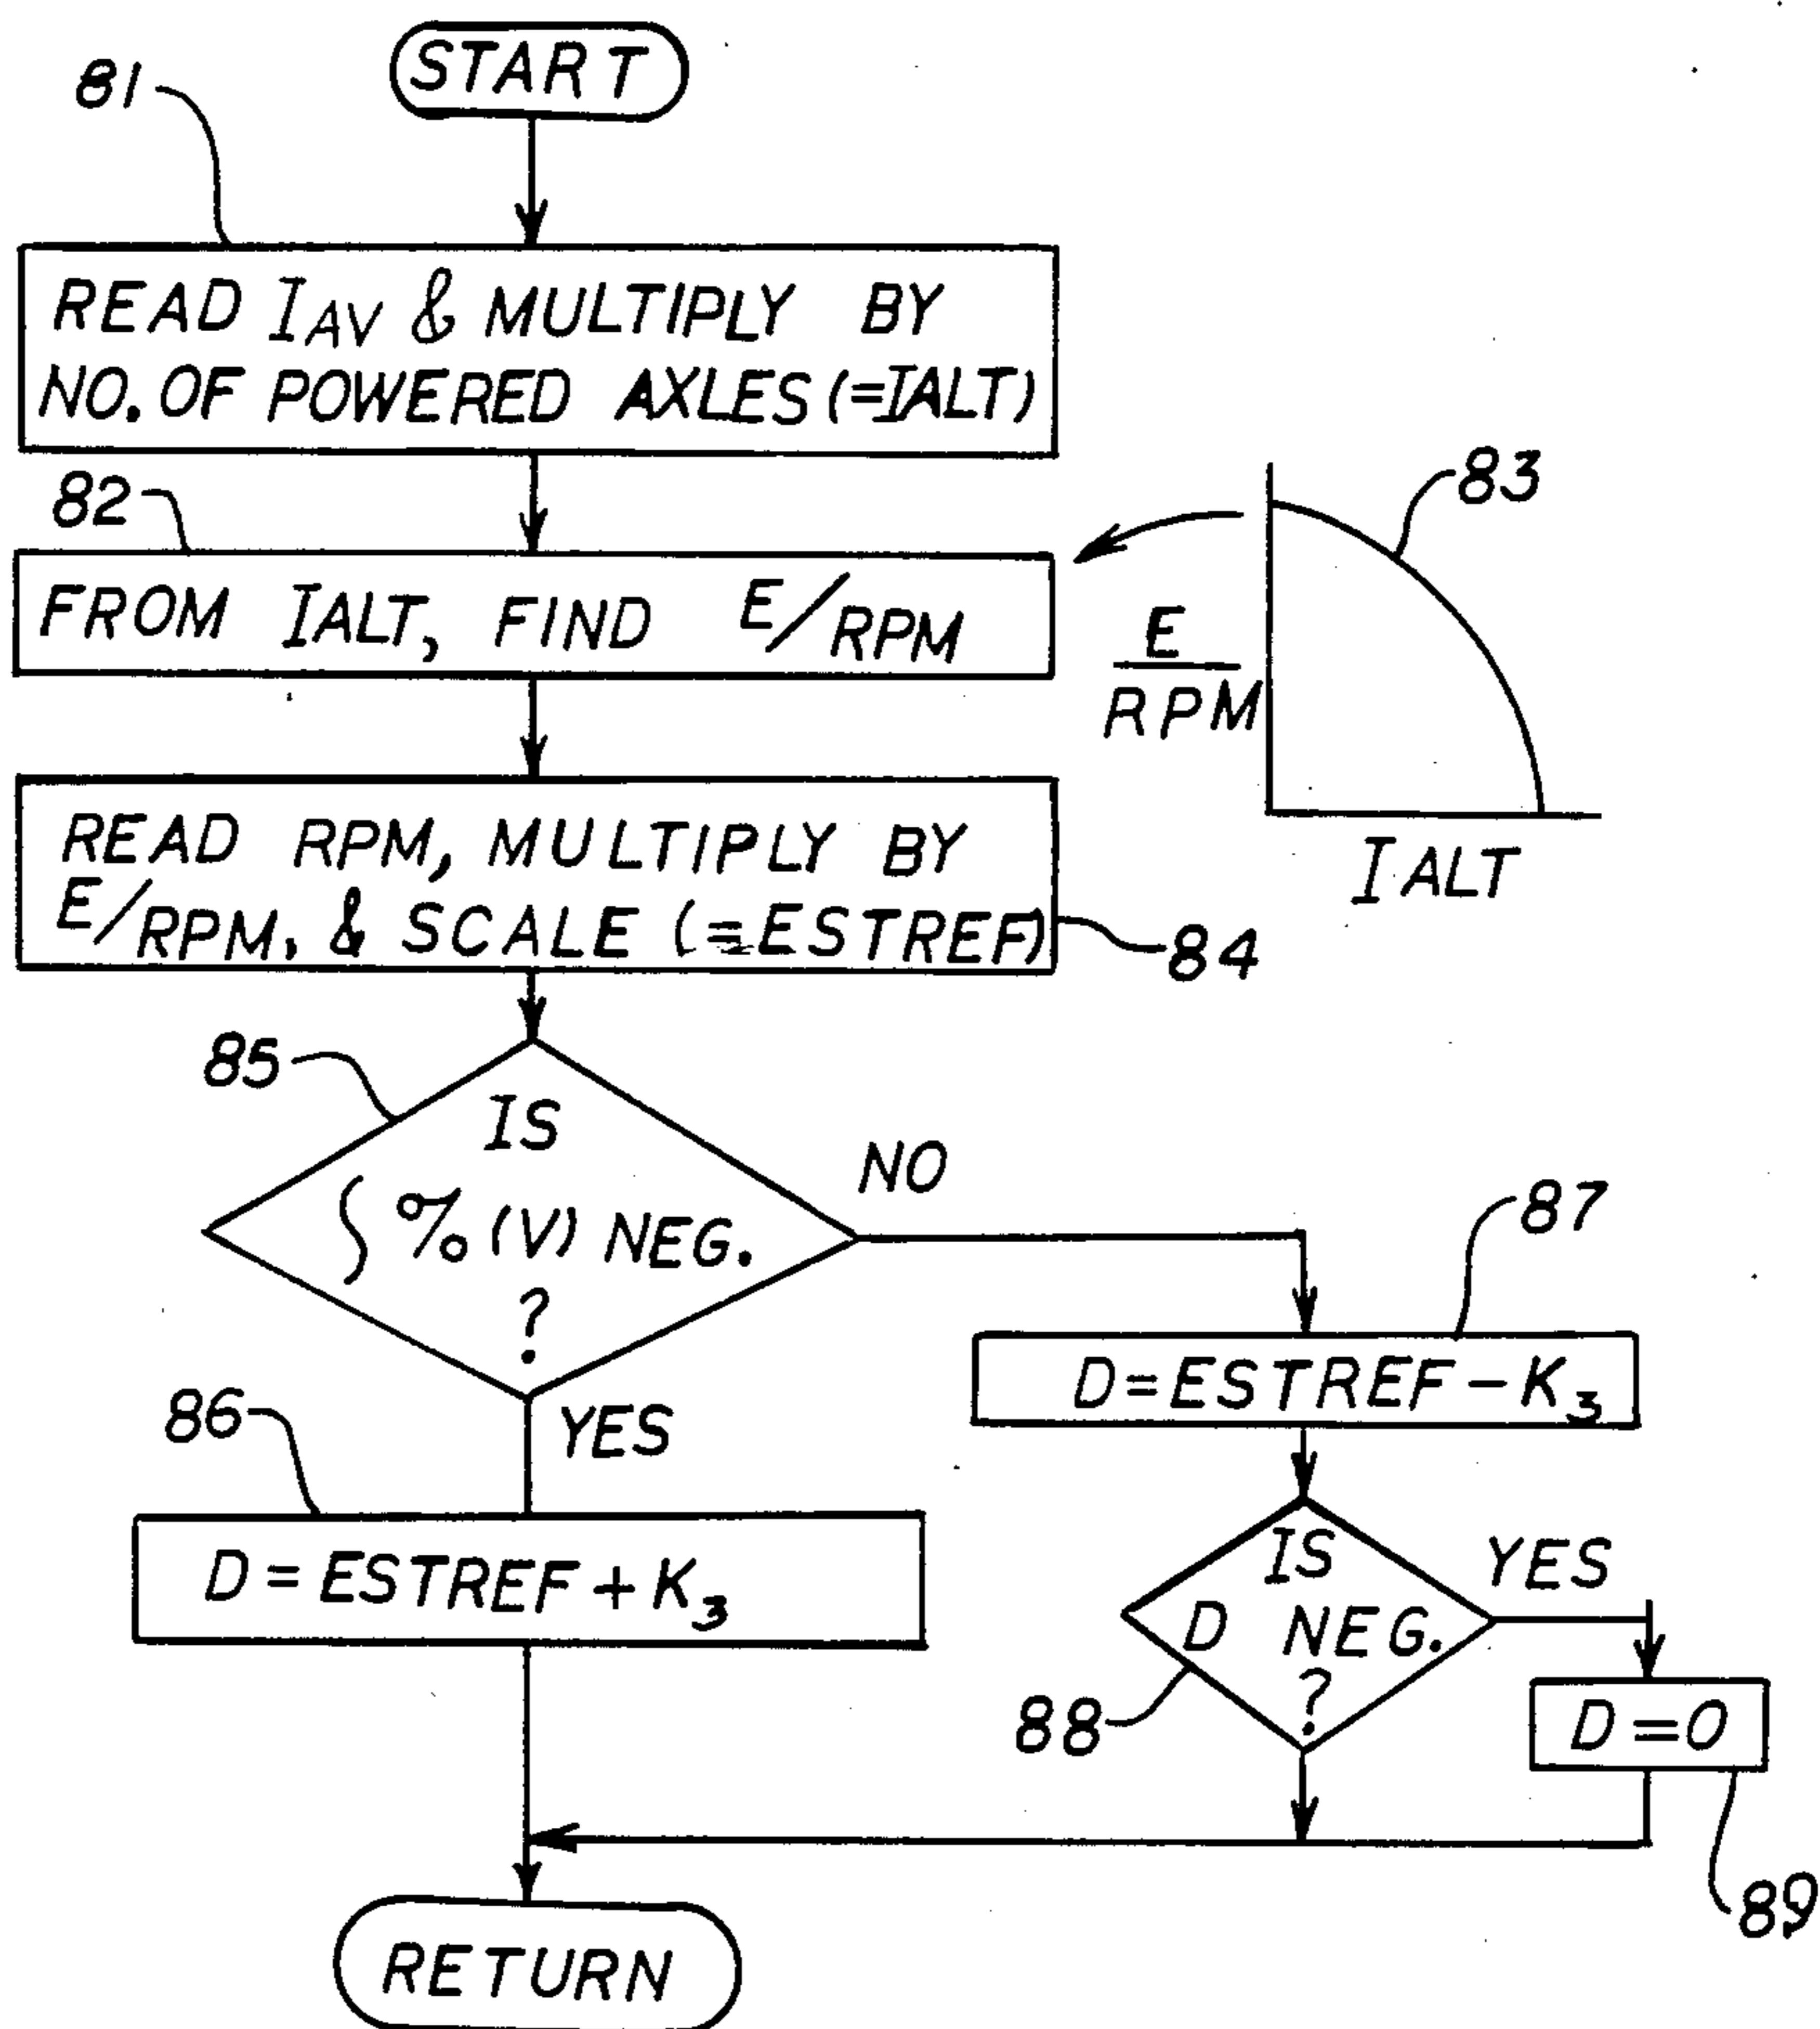 START
81
READ IAV & MULTIPLY BY
NO. OF POWERED AXLES (=IALT)
82
FROM IALT, FIND E/RPM
83
E
RPM
I ALT
READ RPM, MULTIPLY BY
E/RPM, & SCALE (=ESTREF)
84
85
IS
∫ % (V) NEG.
?
NO
YES
87
D=ESTREF-K3
86
D=ESTREF+K3
IS
D NEG.
?
YES
88
D=0
89
RETURN